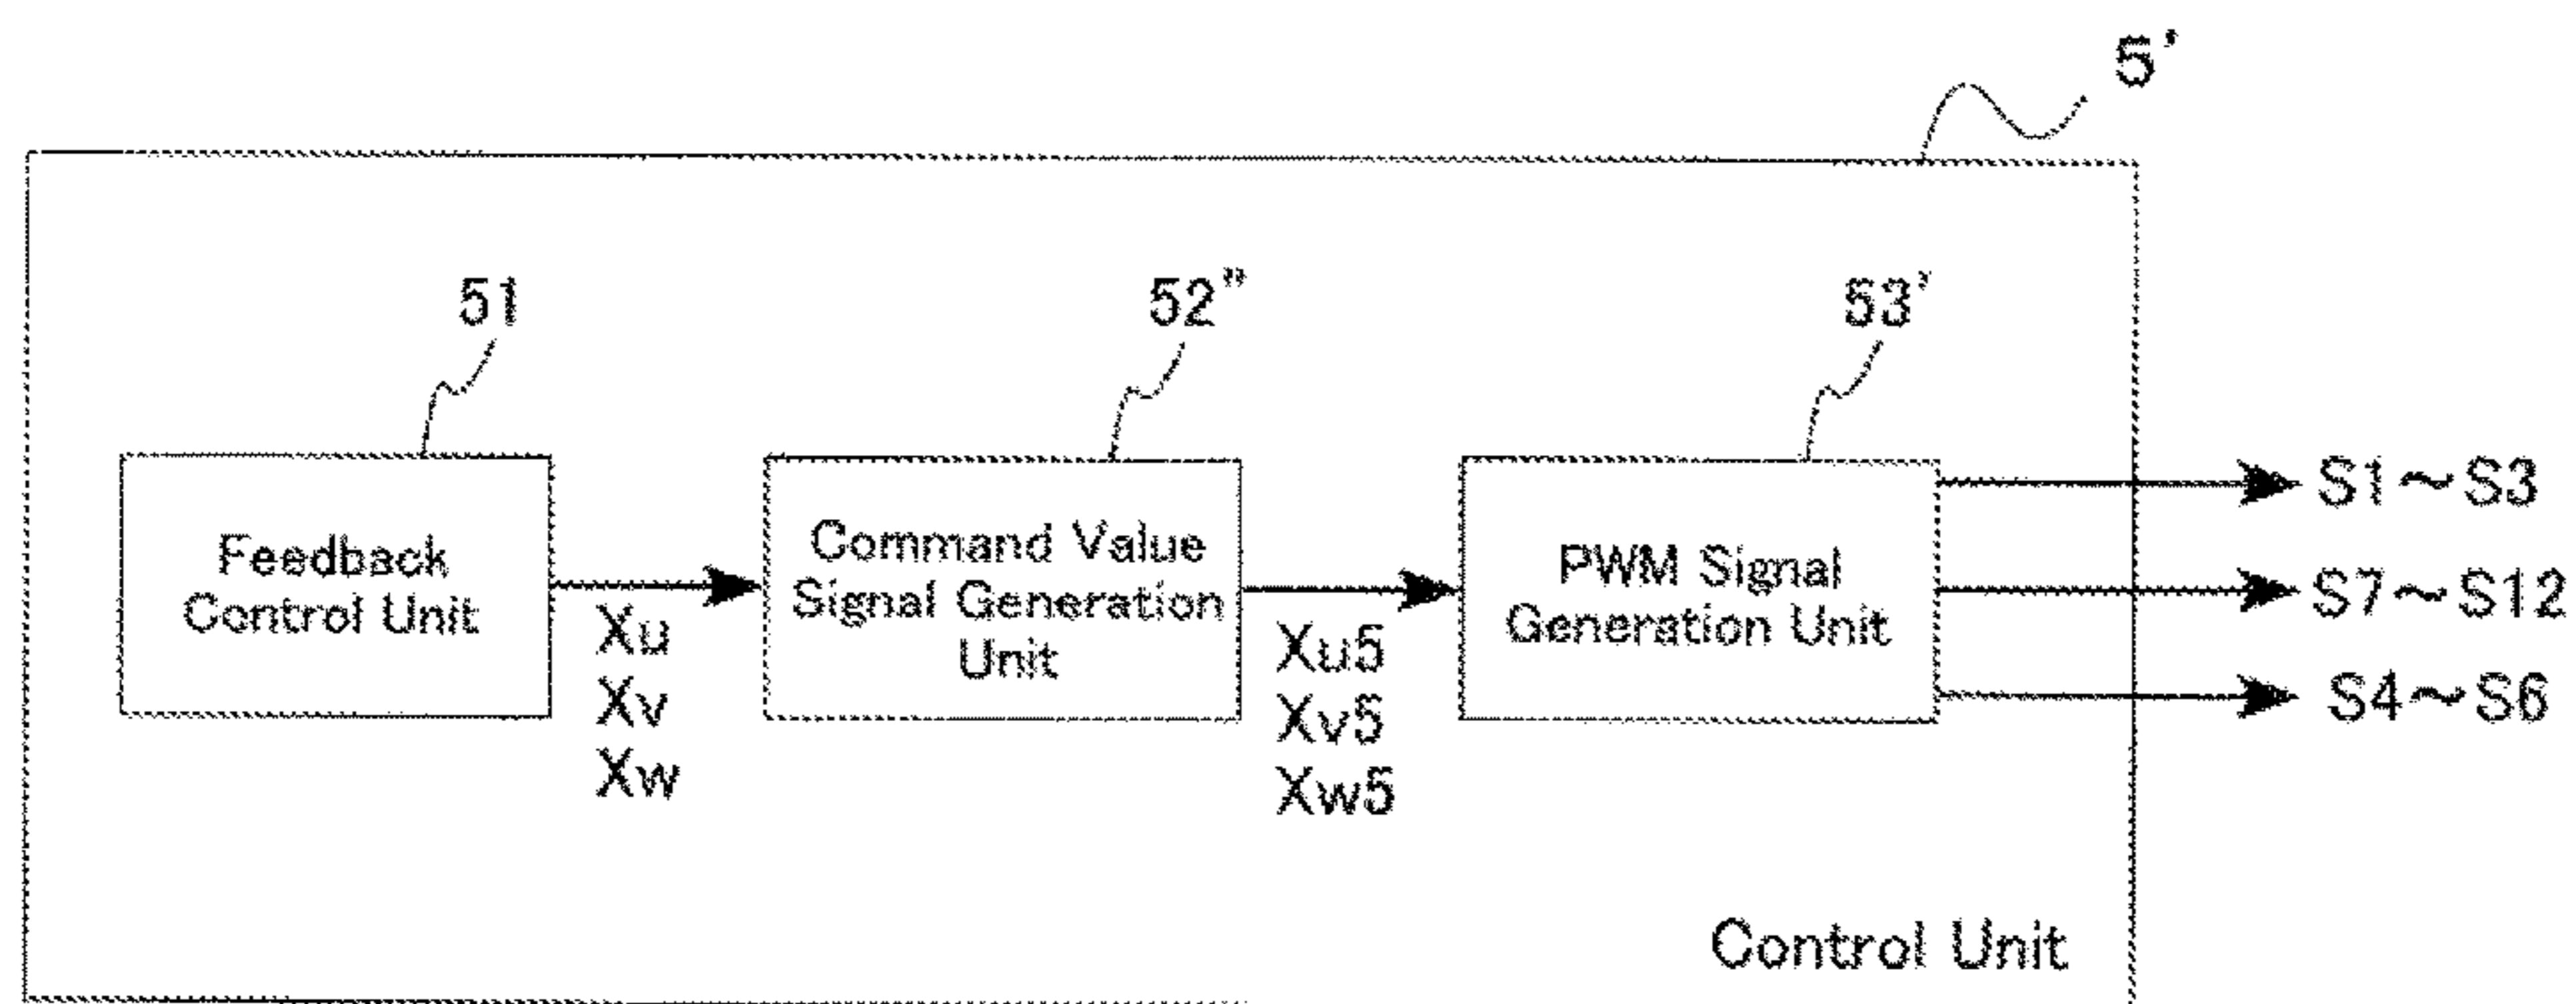 5'
51
52"
53'
Feedback
Control Unit
Xu
Xv
Xw
Command Value
Signal Generation
Unit
Xu5
Xv5
Xw5
PWM Signal
Generation Unit
S1~S3
S7~S12
S4~S6
Control Unit